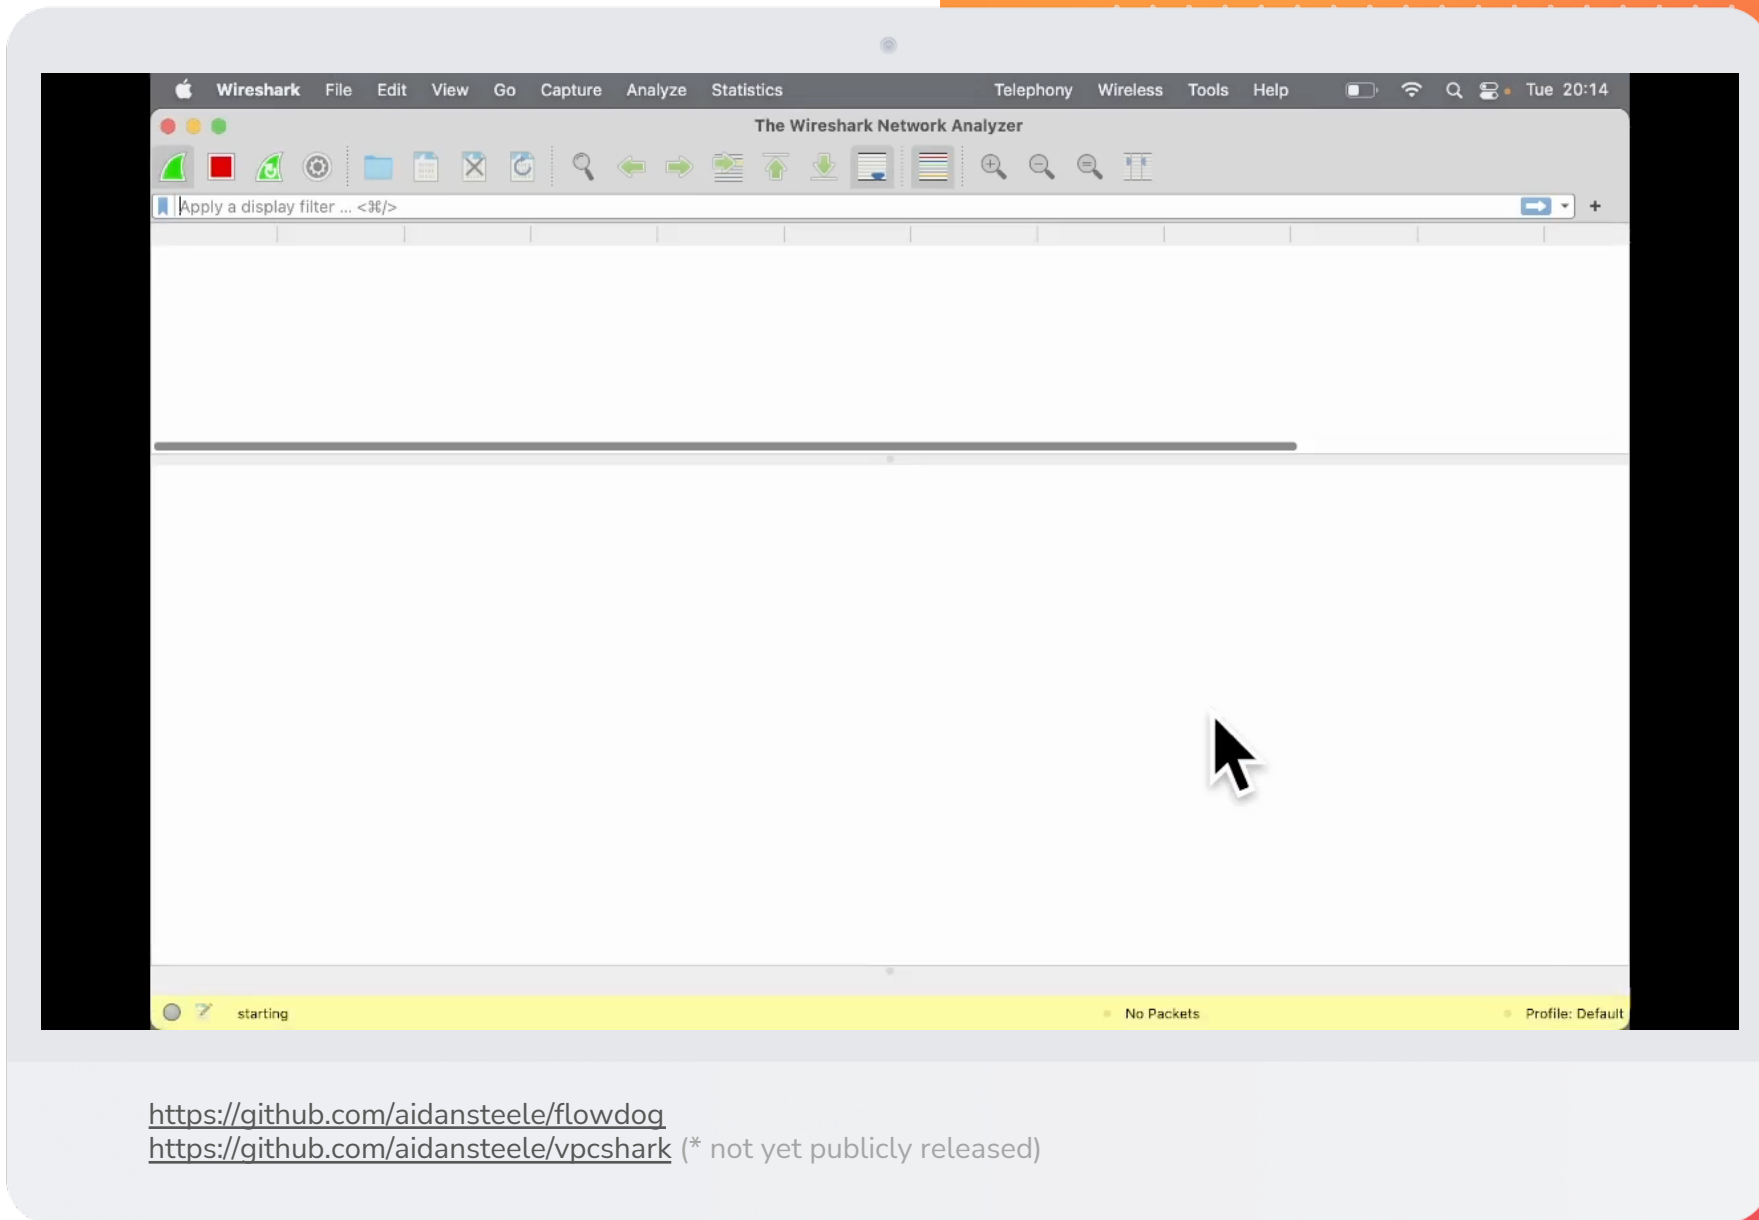 Wireshark File Edit View Go Capture Analyze Statistics Telephony Wireless Tools Help Tue 20:14
The Wireshark Network Analyzer
Apply a display filter ... <⌘/>
starting No Packets Profile: Default
https://github.com/aidansteele/flowdog
https://github.com/aidansteele/vpcshark (* not yet publicly released)